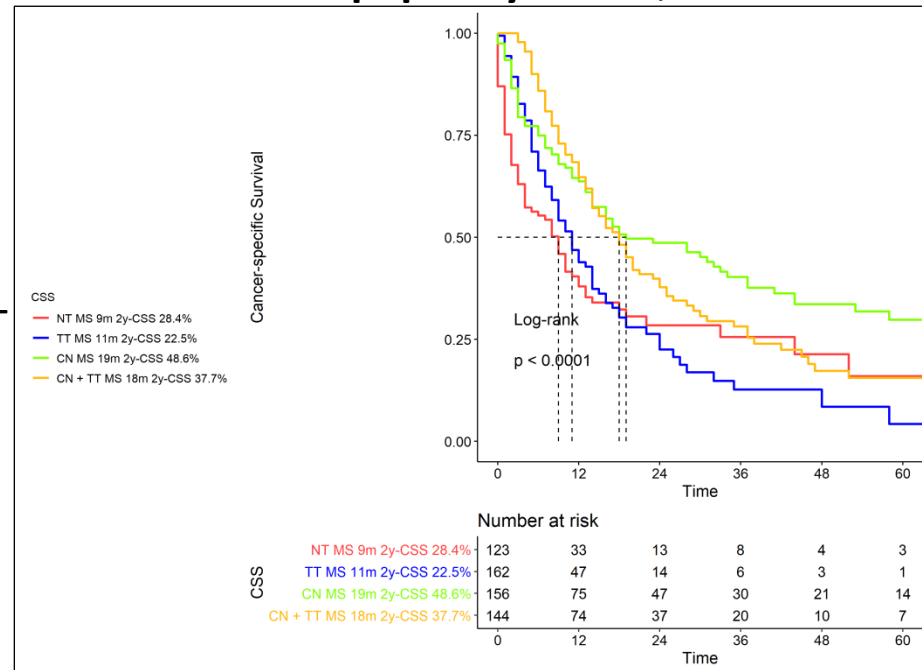 1.00
0.75
0.50
0.25
0.00
Cancer-specific Survival
Log-rank
p < 0.0001
0 12 24 36 48 60
Time
CSS
NT MS 9m 2y-CSS 28.4%
TT MS 11m 2y-CSS 22.5%
CN MS 19m 2y-CSS 48.6%
CN + TT MS 18m 2y-CSS 37.7%
Number at risk
CSS
NT MS 9m 2y-CSS 28.4% 123 33 13 8 4 3
TT MS 11m 2y-CSS 22.5% 162 47 14 6 3 1
CN MS 19m 2y-CSS 48.6% 156 75 47 30 21 14
CN + TT MS 18m 2y-CSS 37.7% 144 74 37 20 10 7
0 12 24 36 48 60
Time